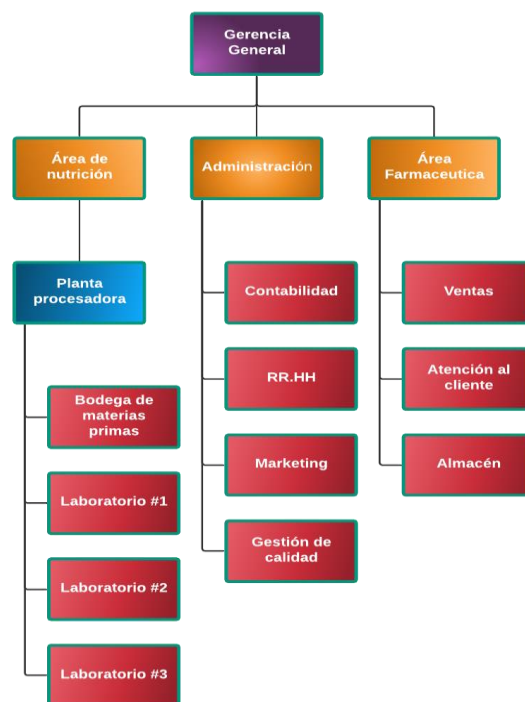 Gerencia
General
Área de
nutrición
Administración
Área
Farmaceutica
Planta
procesadora
Contabilidad
Ventas
RR.HH
Atención al
cliente
Bodega de
materias
primas
Marketing
Almacén
Laboratorio #1
Gestión de
calidad
Laboratorio #2
Laboratorio #3